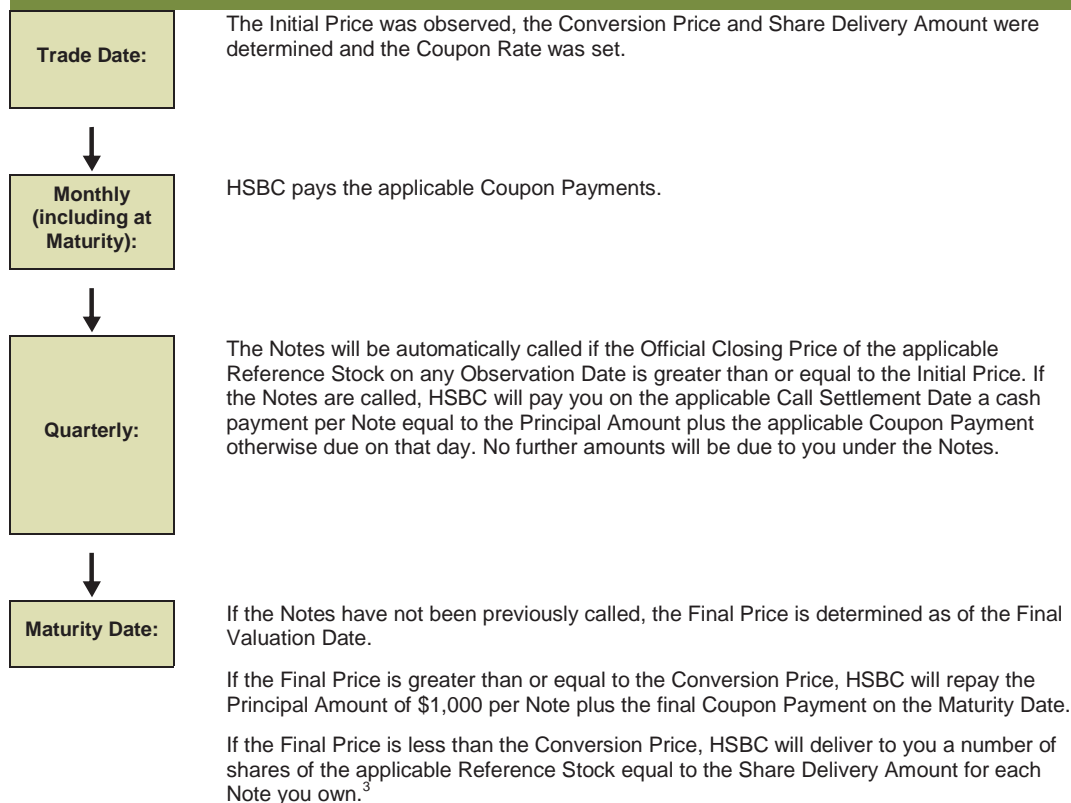 Trade Date:
The Initial Price was observed, the Conversion Price and Share Delivery Amount were
determined and the Coupon Rate was set.
Monthly
(including at
Maturity):
HSBC pays the applicable Coupon Payments.
Quarterly:
The Notes will be automatically called if the Official Closing Price of the applicable
Reference Stock on any Observation Date is greater than or equal to the Initial Price. If
the Notes are called, HSBC will pay you on the applicable Call Settlement Date a cash
payment per Note equal to the Principal Amount plus the applicable Coupon Payment
otherwise due on that day. No further amounts will be due to you under the Notes.
Maturity Date:
If the Notes have not been previously called, the Final Price is determined as of the Final
Valuation Date.
If the Final Price is greater than or equal to the Conversion Price, HSBC will repay the
Principal Amount of $1,000 per Note plus the final Coupon Payment on the Maturity Date.
If the Final Price is less than the Conversion Price, HSBC will deliver to you a number of
shares of the applicable Reference Stock equal to the Share Delivery Amount for each
Note you own.3